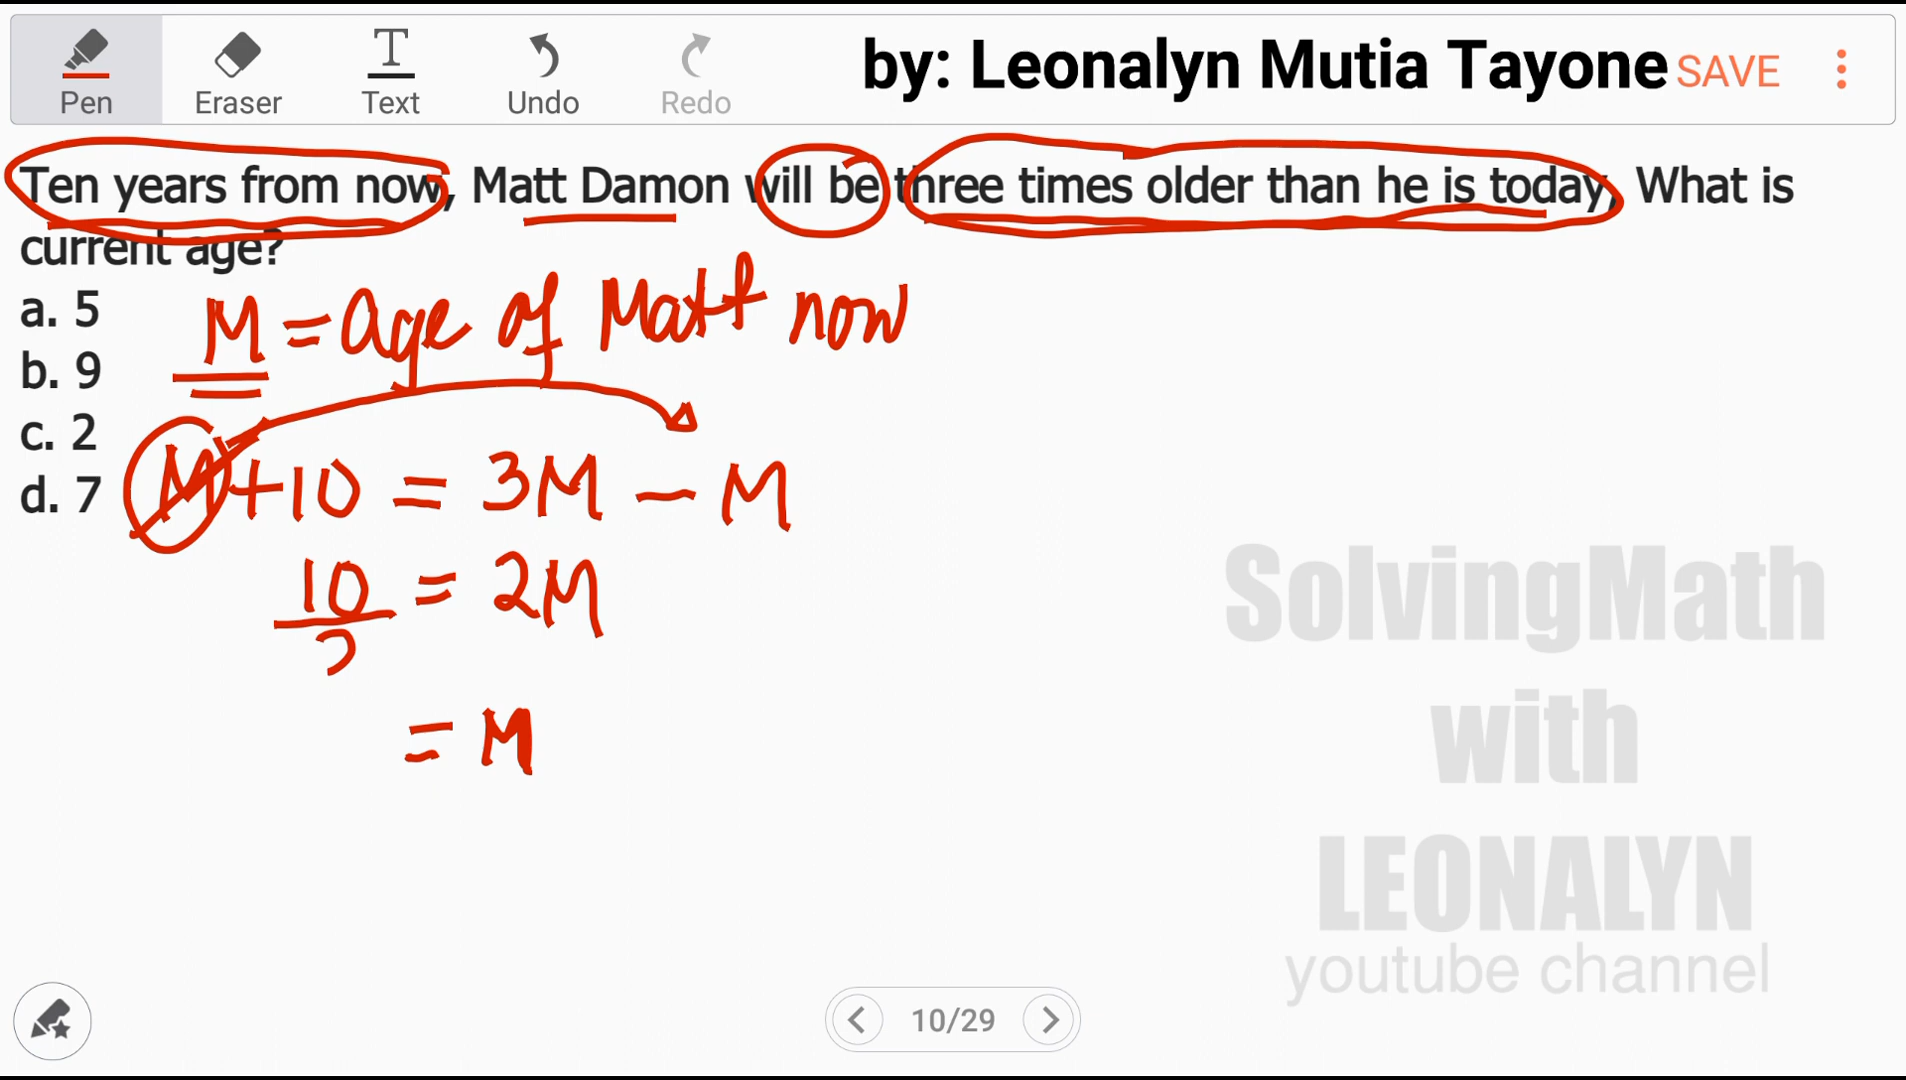 Pen
Eraser
Text
Undo
Redo
by: Leonalyn Mutia Tayone
SAVE
Ten years from now, Matt Damon will be three times older than he is today, What is
current age?
a. 5
b. 9
c. 2
d. 7
M = Age of Matt now
M + 10 = 3M - M
10 = 2M
2
= M
SolvingMath
with
LEONALYN
youtube channel
10/29